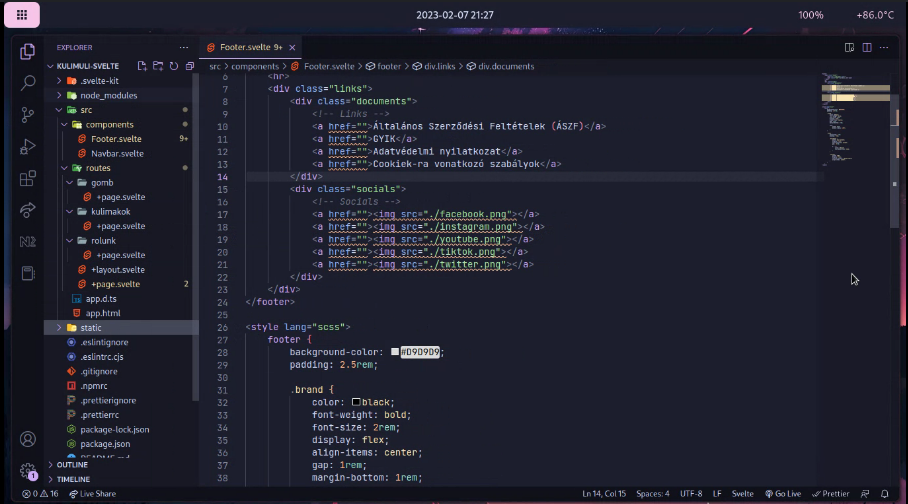 2023-02-07 21:27
100%
+86.0°C
EXPLORER
Footer.svelte 9+
KULIMULI-SVELTE
src > components > Footer.svelte > footer > div.links > div.documents
.svelte-kit
node_modules
src
components
Footer.svelte 9+
Navbar.svelte
routes
gomb
+page.svelte
kulimakok
+page.svelte
rolunk
+page.svelte
+layout.svelte
+page.svelte 2
app.d.ts
app.html
static
.eslintignore
.eslintrc.cjs
.gitignore
.npmrc
.prettierignore
.prettierrc
package-lock.json
package.json
README.md
OUTLINE
TIMELINE
6 <hr>
7 <div class="links">
8 <div class="documents">
9 <!-- Links -->
10 <a href="">Általános Szerződési Feltételek (ÁSZF)</a>
11 <a href="">GYIK</a>
12 <a href="">Adatvédelmi nyilatkozat</a>
13 <a href="">Cookiek-ra vonatkozó szabályok</a>
14 </div>
15 <div class="socials">
16 <!-- Socials -->
17 <a href=""><img src="./facebook.png"></a>
18 <a href=""><img src="./instagram.png"></a>
19 <a href=""><img src="./youtube.png"></a>
20 <a href=""><img src="./tiktok.png"></a>
21 <a href=""><img src="./twitter.png"></a>
22 </div>
23 </div>
24 </footer>
25
26 <style lang="scss">
27 footer {
28 background-color: #D9D9D9;
29 padding: 2.5rem;
30
31 .brand {
32 color: black;
33 font-weight: bold;
34 font-size: 2rem;
35 display: flex;
36 align-items: center;
37 gap: 1rem;
38 margin-bottom: 1rem;
0 16 Live Share
Ln 14, Col 15 Spaces: 4 UTF-8 LF Svelte Go Live Prettier
1